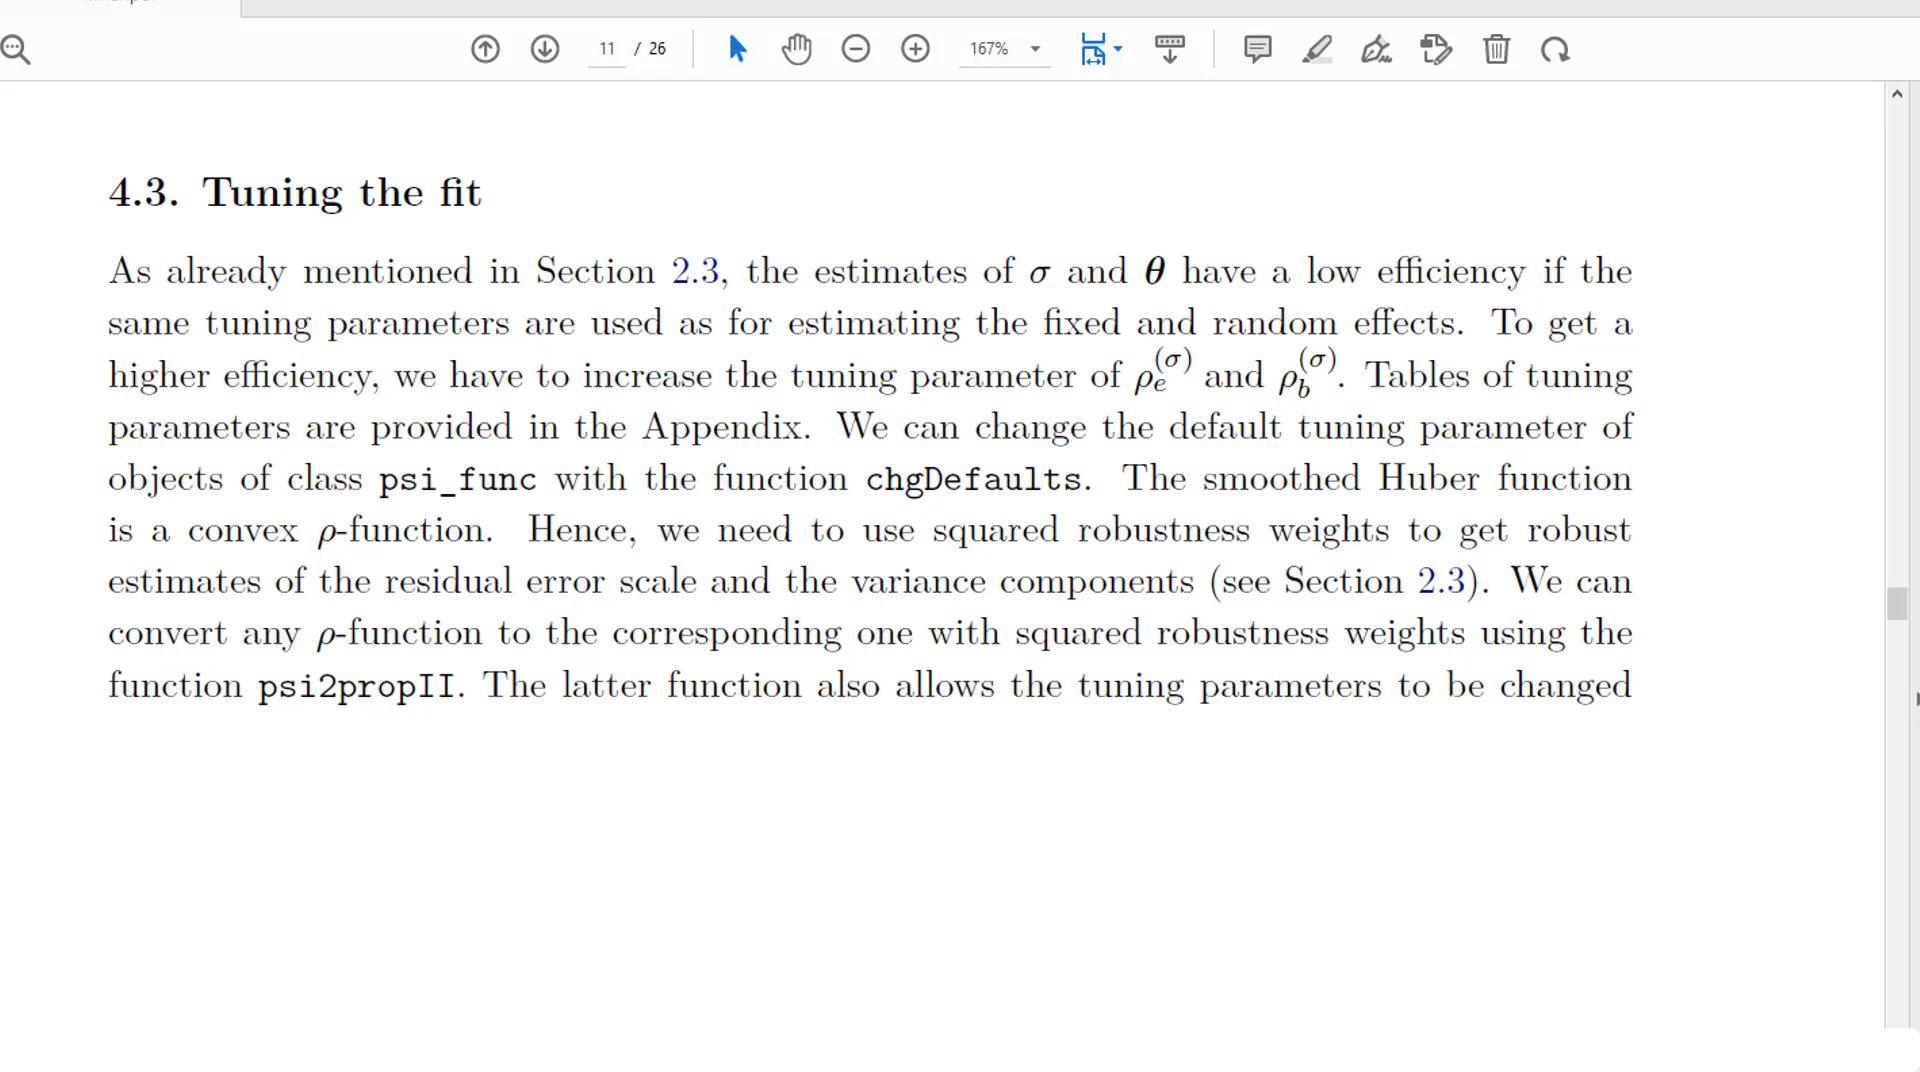 11 / 26
167%
4.3. Tuning the fit
As already mentioned in Section 2.3, the estimates of σ and θ have a low efficiency if the
same tuning parameters are used as for estimating the fixed and random effects. To get a
higher efficiency, we have to increase the tuning parameter of ρₑ^(σ) and ρ_b^(σ). Tables of tuning
parameters are provided in the Appendix. We can change the default tuning parameter of
objects of class psi_func with the function chgDefaults. The smoothed Huber function
is a convex ρ-function. Hence, we need to use squared robustness weights to get robust
estimates of the residual error scale and the variance components (see Section 2.3). We can
convert any ρ-function to the corresponding one with squared robustness weights using the
function psi2propII. The latter function also allows the tuning parameters to be changed